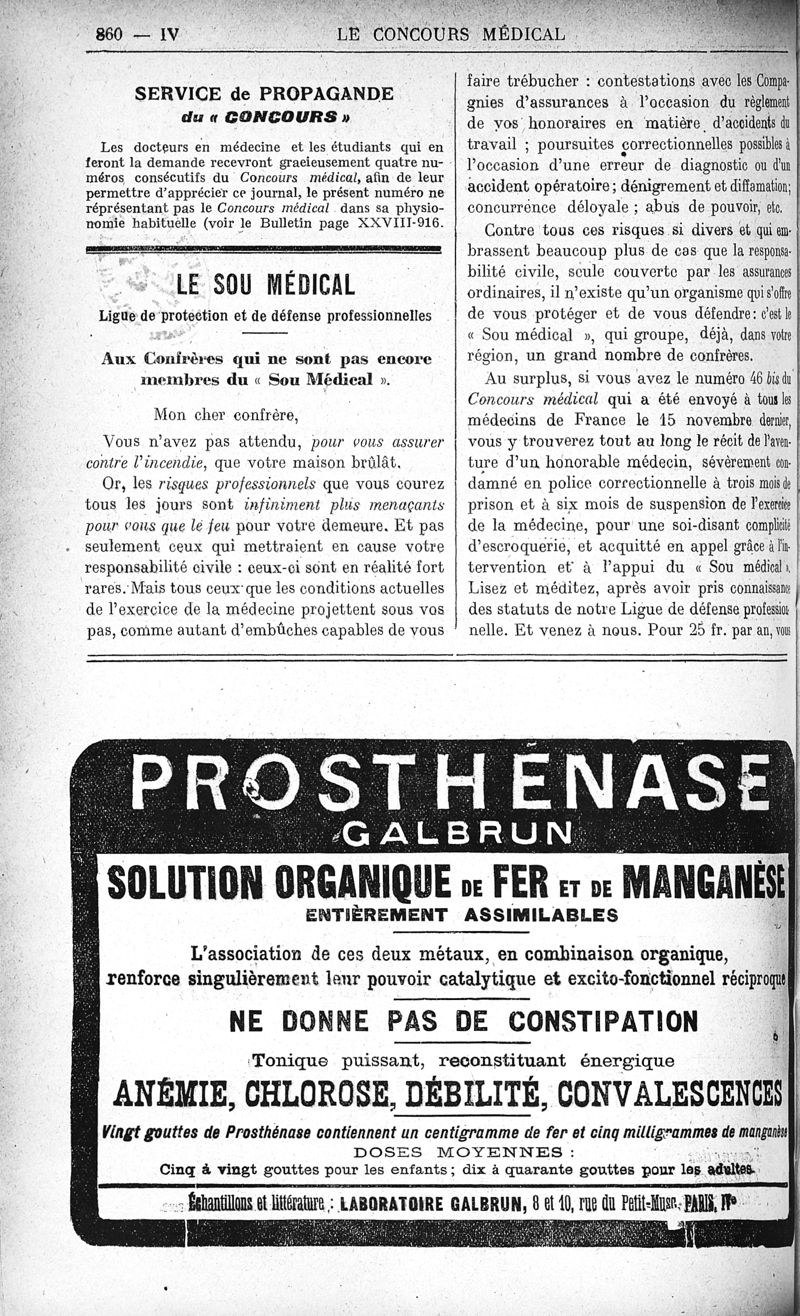 860 — IV
LE CONCOURS MÉDICAL
SERVICE de PROPAGANDE
du « CONCOURS »
Les docteurs en médecine et les étudiants qui en
feront la demande recevront graeieusement quatre nu-
méros consécutifs du Concours médical, afin de leur
permettre d'apprécier ce journal, le présent numéro ne
réprésentant pas le Concours médical dans sa physio-
nomie habituelle (voir le Bulletin page XXVIII-916.
LE SOU MÉDICAL
Ligue de protection et de défense professionnelles
Aux Confrères qui ne sont pas encore
membres du « Sou Médical ».
Mon cher confrère,
Vous n'avez pas attendu, pour vous assurer
contre l'incendie, que votre maison brûlât.
Or, les risques professionnels que vous courez
tous les jours sont infiniment plus menaçants
pour vous que le feu pour votre demeure. Et pas
seulement ceux qui mettraient en cause votre
responsabilité civile : ceux-ci sont en réalité fort
rares. Mais tous ceux que les conditions actuelles
de l'exercice de la médecine projettent sous vos
pas, comme autant d'embûches capables de vous
faire trébucher : contestations avec les Compa-
gnies d'assurances à l'occasion du règlement
de vos honoraires en matière d'accidents du
travail ; poursuites correctionnelles possibles à
l'occasion d'une erreur de diagnostic ou d'un
accident opératoire ; dénigrement et diffamation ;
concurrence déloyale ; abus de pouvoir, etc.
Contre tous ces risques si divers et qui em-
brassent beaucoup plus de cas que la responsa-
bilité civile, seule couverte par les assurances
ordinaires, il n'existe qu'un organisme qui s'offre
de vous protéger et de vous défendre : c'est le
« Sou médical », qui groupe, déjà, dans votre
région, un grand nombre de confrères.
Au surplus, si vous avez le numéro 46 bis du
Concours médical qui a été envoyé à tous les
médecins de France le 15 novembre dernier,
vous y trouverez tout au long le récit de l'aven-
ture d'un honorable médecin, sévèrement con-
damné en police correctionnelle à trois mois de
prison et à six mois de suspension de l'exercice
de la médecine, pour une soi-disant complicité
d'escroquerie, et acquitté en appel grâce à l'in-
tervention et à l'appui du « Sou médical ».
Lisez et méditez, après avoir pris connaissance
des statuts de notre Ligue de défense profession-
nelle. Et venez à nous. Pour 25 fr. par an, vous
PROSTHÉNASE
GALBRUN
SOLUTION ORGANIQUE DE FER ET DE MANGANÈSE
ENTIÈREMENT ASSIMILABLES
L'association de ces deux métaux, en combinaison organique,
renforce singulièrement leur pouvoir catalytique et excito-fonctionnel réciproque
NE DONNE PAS DE CONSTIPATION
Tonique puissant, reconstituant énergique
ANÉMIE, CHLOROSE, DÉBILITÉ, CONVALESCENCES
Vingt gouttes de Prosthénase contiennent un centigramme de fer et cinq milligrammes de manganèse
DOSES MOYENNES :
Cinq à vingt gouttes pour les enfants ; dix à quarante gouttes pour les adultes.
Échantillons et littérature : LABORATOIRE GALBRUN, 8 et 10, rue du Petit-Musc, PARIS, IVe